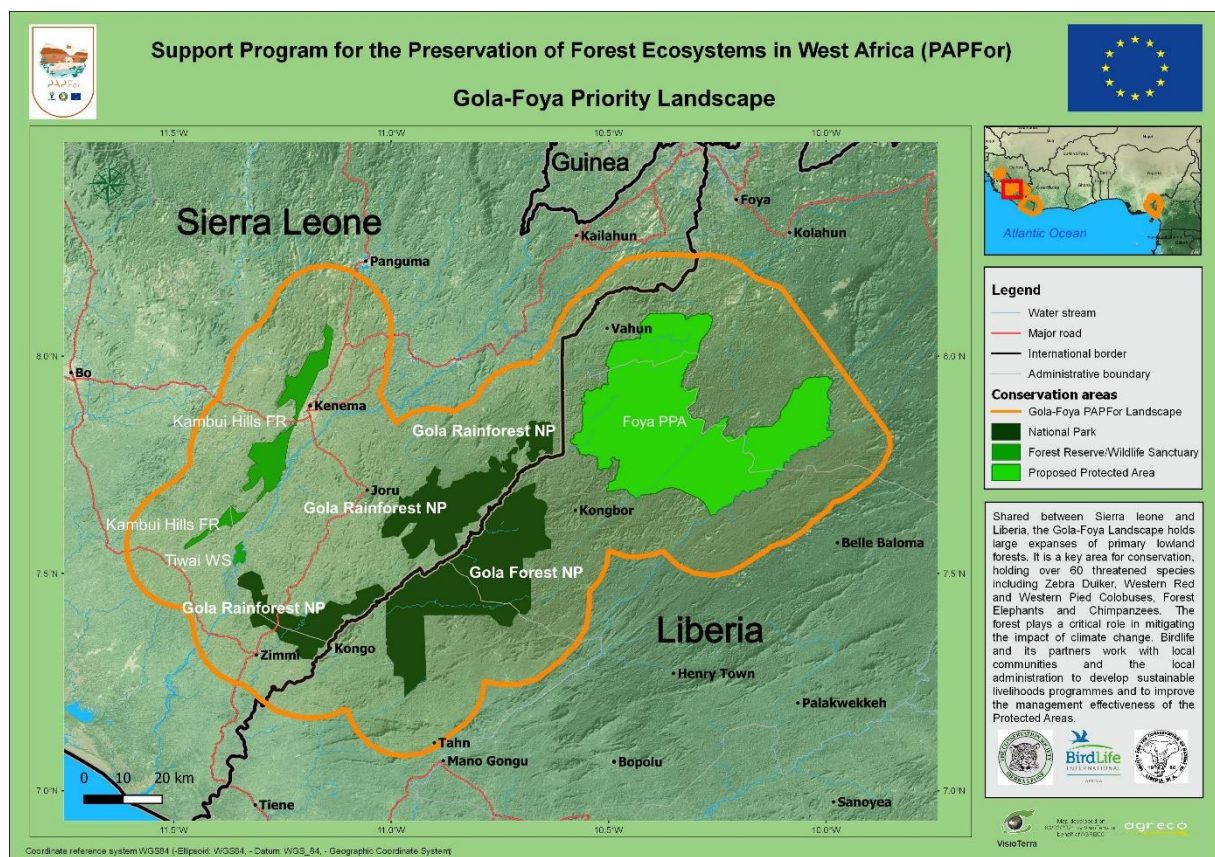 Support Program for the Preservation of Forest Ecosystems in West Africa (PAPFor)
Gola-Foya Priority Landscape
PAPFor
11.5°W
11.0°W
10.5°W
10.0°W
Guinea
Sierra Leone
Foya
Kailahun
Kolahun
Panguma
Vahun
8.0°N
8.0°N
Bo
Kenema
Kambui Hills FR
Foya PPA
Gola Rainforest NP
Joru
Gola Rainforest NP
Kongbor
Kambui Hills FR
Belle Baloma
Tiwai WS
7.5°N
7.5°N
Gola Forest NP
Gola Rainforest NP
Liberia
Zimmi
Kongo
Henry Town
Palakwekkeh
Tahn
Mano Gongu
Bopolu
0 10 20 km
7.0°N
7.0°N
Tiene
Sanoyea
11.5°W
11.0°W
10.5°W
10.0°W
Coordinate reference system WGS84 (-Ellipsoid: WGS84, - Datum: WGS_84, - Geographic Coordinate System)
Atlantic Ocean
Legend
Water stream
Major road
International border
Administrative boundary
Conservation areas
Gola-Foya PAPFor Landscape
National Park
Forest Reserve/Wildlife Sanctuary
Proposed Protected Area
Shared between Sierra leone and
Liberia, the Gola-Foya Landscape holds
large expanses of primary lowland
forests. It is a key area for conservation,
holding over 60 threatened species
including Zebra Duiker, Western Red
and Western Pied Colobuses, Forest
Elephants and Chimpanzees. The
forest plays a critical role in mitigating
the impact of climate change. Birdlife
and its partners work with local
communities and the local
administration to develop sustainable
livelihoods programmes and to improve
the management effectiveness of the
Protected Areas.
BirdLife
INTERNATIONAL
AFRICA
VisioTerra
Map developed on
behalf of AGRECO
agreco